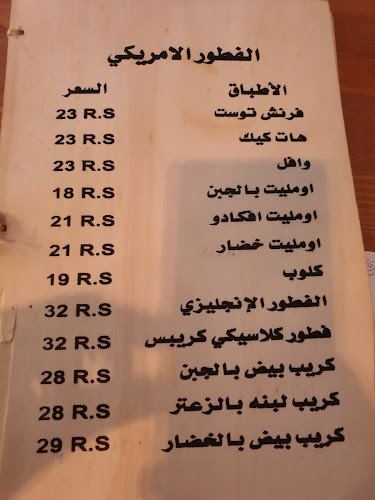 الفطور الامريكي
الأطباق السعر
فرنش توست 23 R.S
هات كيك 23 R.S
وافل 23 R.S
اومليت بالجبن 18 R.S
اومليت افكادو 21 R.S
اومليت خضار 21 R.S
كلوب 19 R.S
الفطور الإنجليزي 32 R.S
فطور كلاسيكي كريبس 32 R.S
كريب بيض بالجبن 28 R.S
كريب لبنه بالزعتر 28 R.S
كريب بيض بالخضار 29 R.S